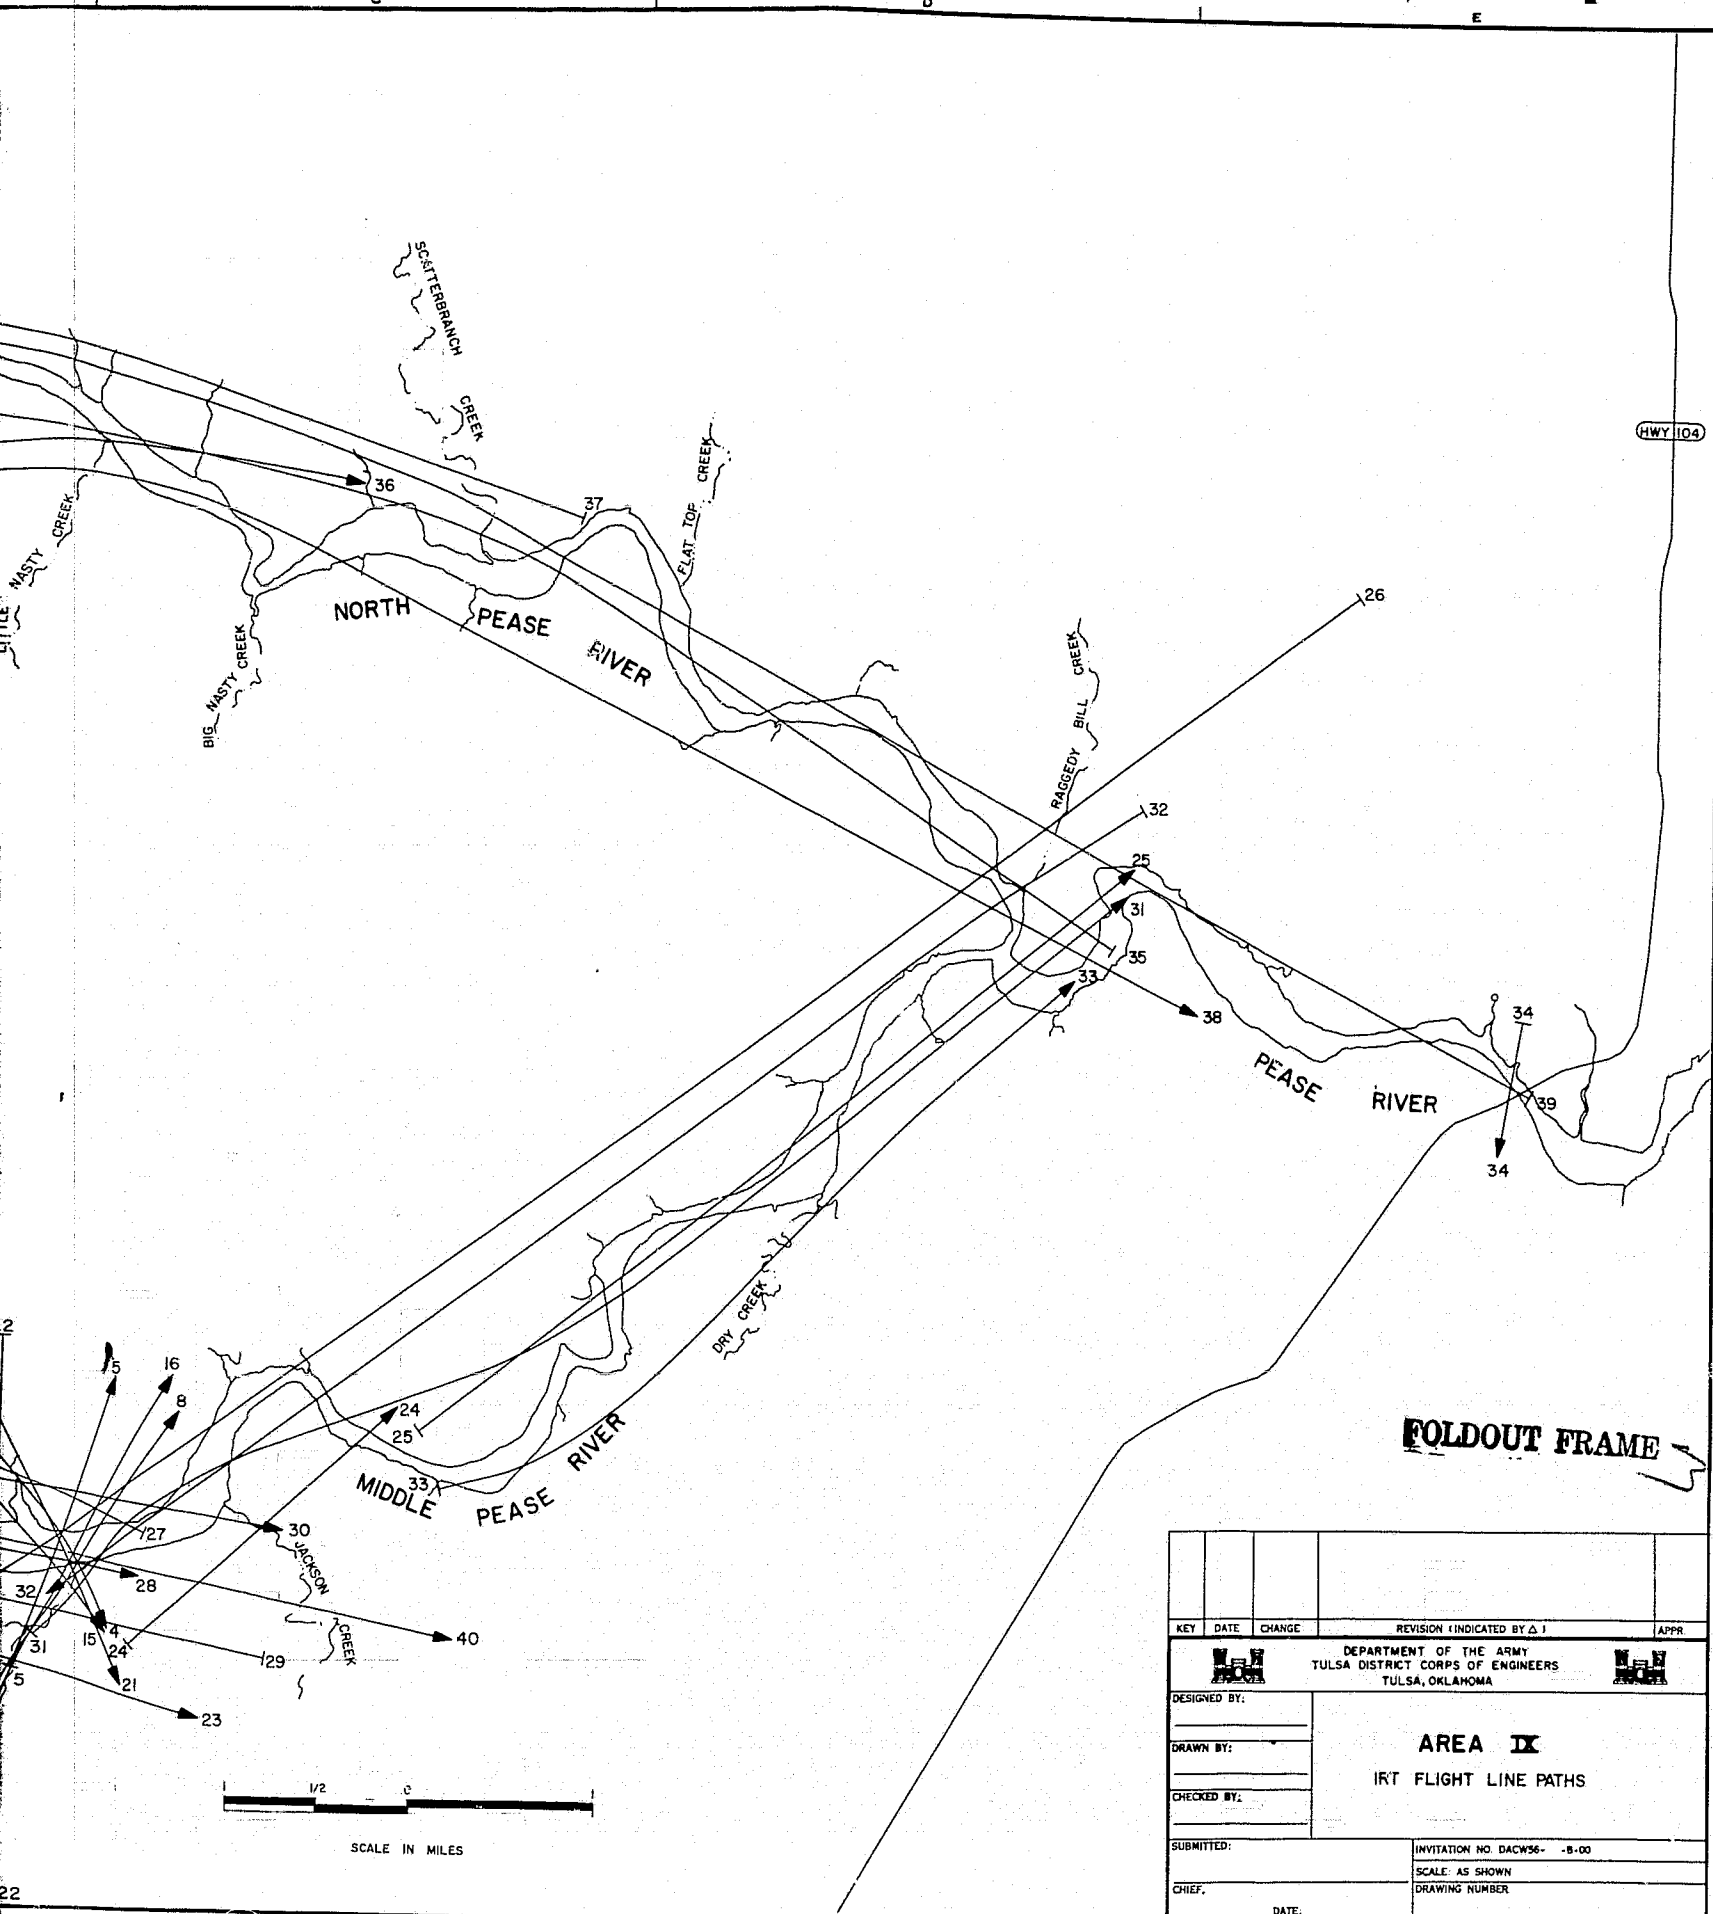 E
SCATTERBRANCH
CREEK
HWY 104
36
37
FLAT TOP CREEK
LITTLE NASTY CREEK
NORTH PEASE RIVER
BIG NASTY CREEK
26
RAGGEDY BILL CREEK
32
25
31
35
33
38
34
PEASE RIVER
39
34
DRY CREEK
2
5
16
8
24
25
33
MIDDLE PEASE RIVER
FOLDOUT FRAME
27
30
JACKSON
CREEK
28
32
4
15
31
24
40
29
5
21
23
1 1/2 0 1
SCALE IN MILES
22
KEY DATE CHANGE REVISION (INDICATED BY △) APPR.
DEPARTMENT OF THE ARMY
TULSA DISTRICT CORPS OF ENGINEERS
TULSA, OKLAHOMA
DESIGNED BY:
DRAWN BY:
CHECKED BY:
AREA IX
IRT FLIGHT LINE PATHS
SUBMITTED:
INVITATION NO. DACW56- -B-00
SCALE: AS SHOWN
CHIEF,
DRAWING NUMBER
DATE: